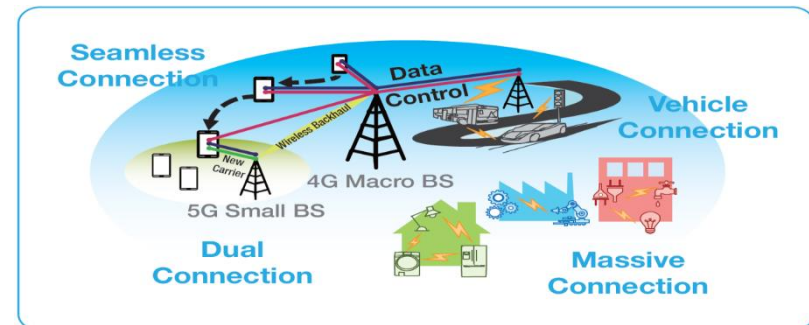 Seamless
Connection
Data
Control
Vehicle
Connection
Wireless Backhaul
New
Carrier
4G Macro BS
5G Small BS
Dual
Connection
Massive
Connection